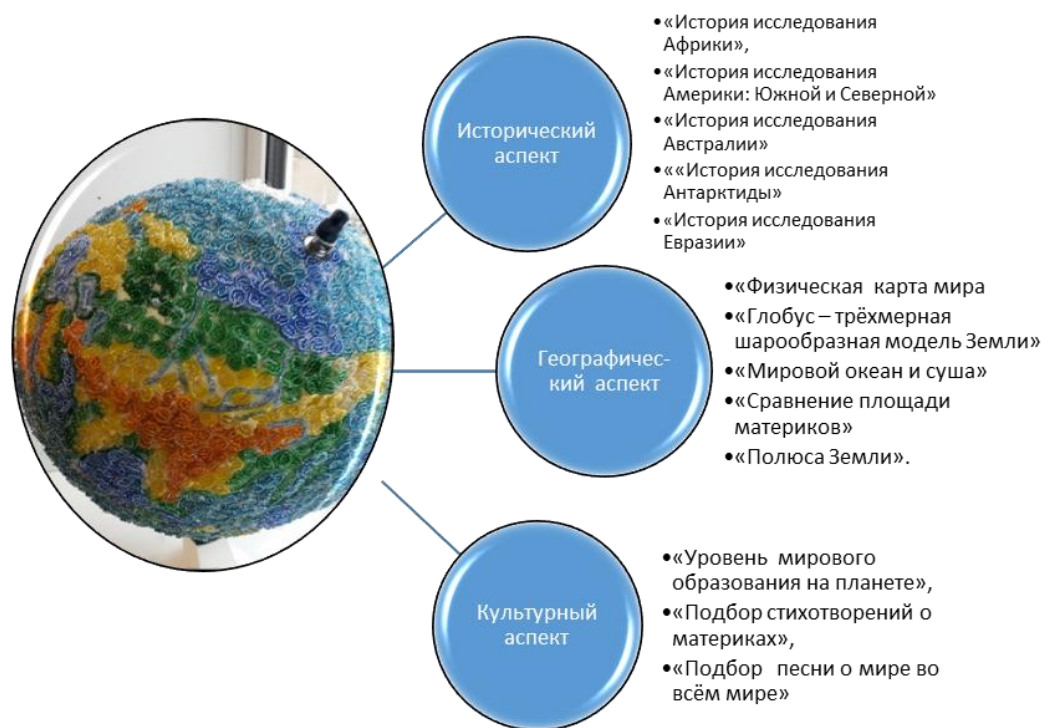 Исторический
аспект
•«История исследования
Африки»,
•«История исследования
Америки: Южной и Северной»
•«История исследования
Австралии»
•««История исследования
Антарктиды»
•«История исследования
Евразии»
Географичес-
кий аспект
•«Физическая карта мира
•«Глобус – трёхмерная
шарообразная модель Земли»
•«Мировой океан и суша»
•«Сравнение площади
материков»
•«Полюса Земли».
Культурный
аспект
•«Уровень мирового
образования на планете»,
•«Подбор стихотворений о
материках»,
•«Подбор песни о мире во
всём мире»